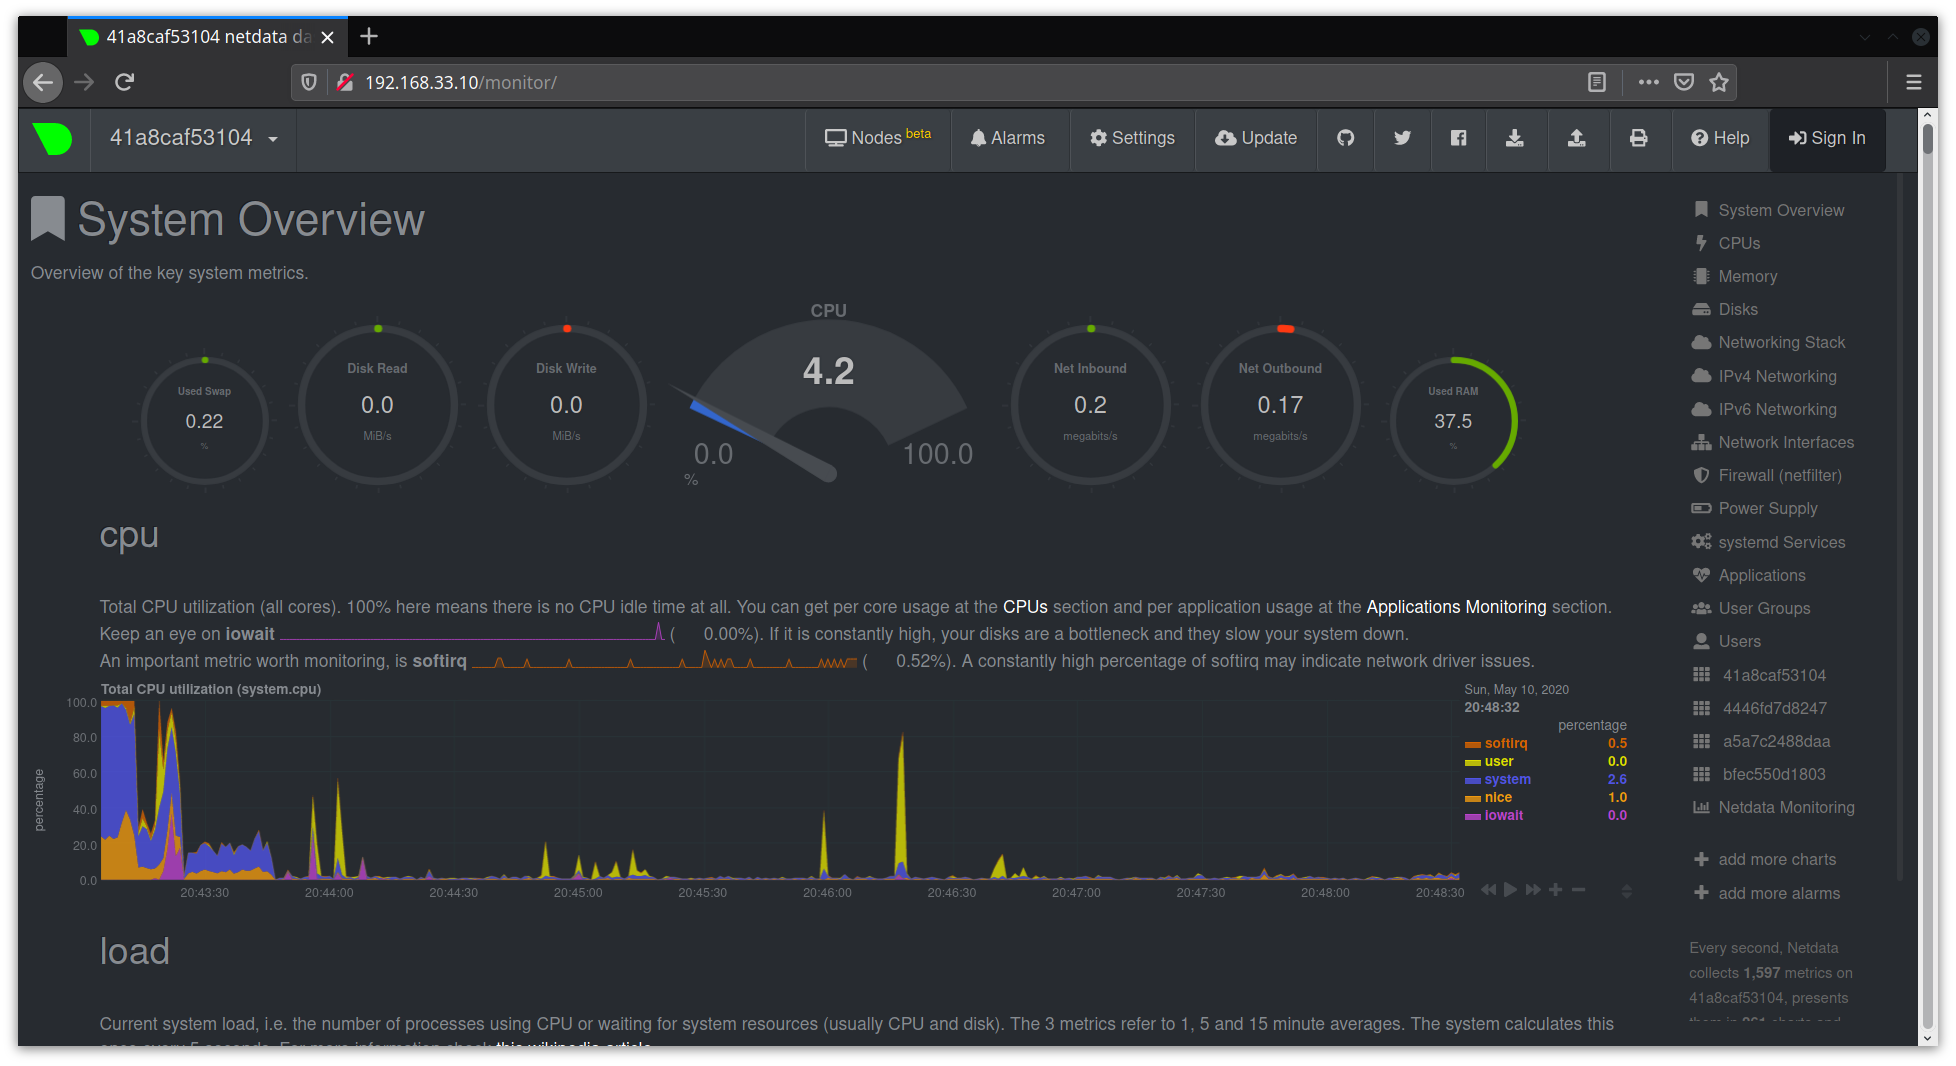 41a8caf53104 netdata da
192.168.33.10/monitor/
41a8caf53104
Nodes beta
Alarms
Settings
Update
Help
Sign In
System Overview
Overview of the key system metrics.
Used Swap
0.22
%
Disk Read
0.0
MiB/s
Disk Write
0.0
MiB/s
CPU
4.2
0.0
100.0
%
Net Inbound
0.2
megabits/s
Net Outbound
0.17
megabits/s
Used RAM
37.5
%
cpu
Total CPU utilization (all cores). 100% here means there is no CPU idle time at all. You can get per core usage at the CPUs section and per application usage at the Applications Monitoring section.
Keep an eye on iowait ( 0.00%). If it is constantly high, your disks are a bottleneck and they slow your system down.
An important metric worth monitoring, is softirq ( 0.52%). A constantly high percentage of softirq may indicate network driver issues.
Total CPU utilization (system.cpu)
percentage
100.0
80.0
60.0
40.0
20.0
0.0
20:43:30 20:44:00 20:44:30 20:45:00 20:45:30 20:46:00 20:46:30 20:47:00 20:47:30 20:48:00 20:48:30
Sun, May 10, 2020
20:48:32
percentage
softirq 0.5
user 0.0
system 2.6
nice 1.0
iowait 0.0
load
Current system load, i.e. the number of processes using CPU or waiting for system resources (usually CPU and disk). The 3 metrics refer to 1, 5 and 15 minute averages. The system calculates this
once every 5 seconds. For more information check this wikipedia article
System Overview
CPUs
Memory
Disks
Networking Stack
IPv4 Networking
IPv6 Networking
Network Interfaces
Firewall (netfilter)
Power Supply
systemd Services
Applications
User Groups
Users
41a8caf53104
4446fd7d8247
a5a7c2488daa
bfec550d1803
Netdata Monitoring
add more charts
add more alarms
Every second, Netdata
collects 1,597 metrics on
41a8caf53104, presents